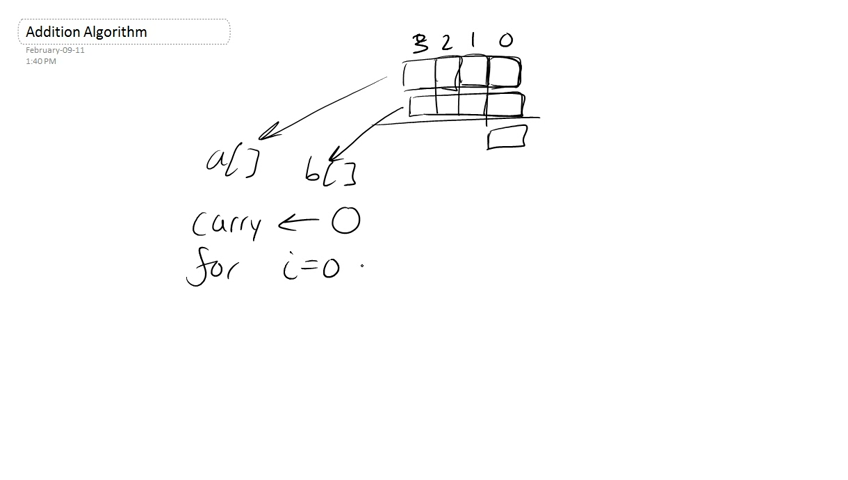 Addition Algorithm
February-09-11
1:40 PM
3 2 1 0
a[] b[]
carry ← 0
for i=0